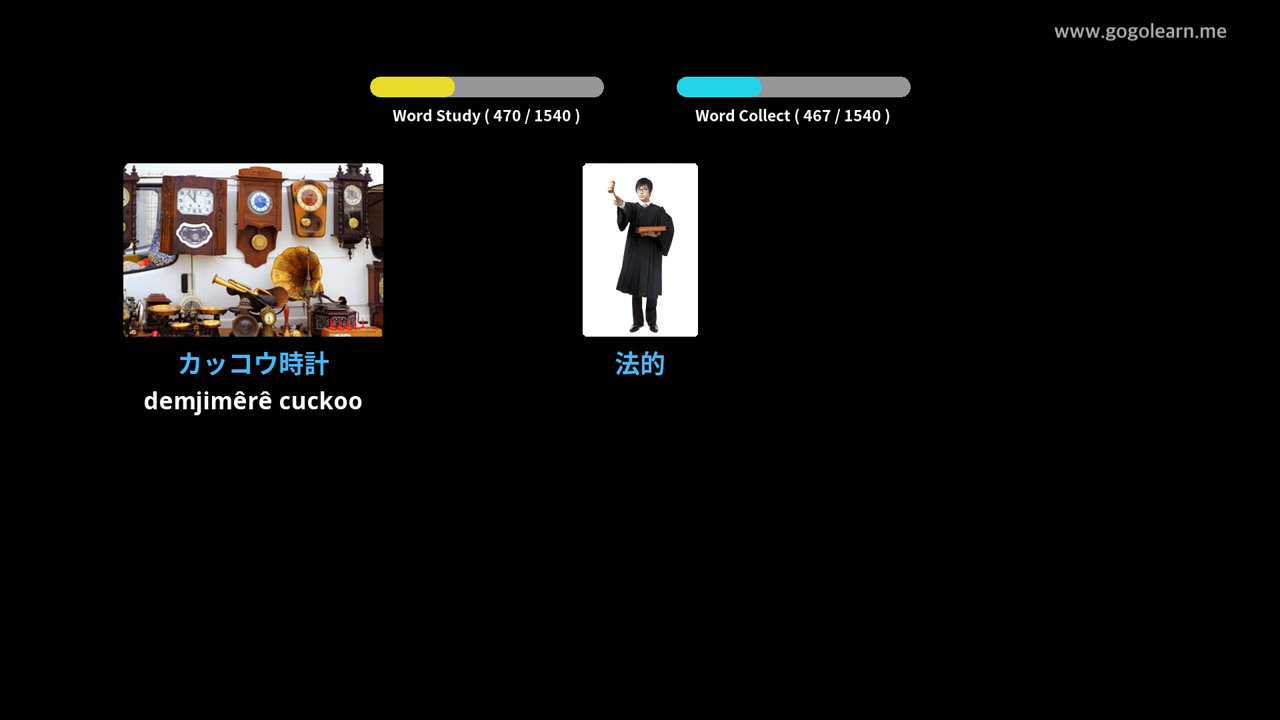 www.gogolearn.me
Word Study ( 470 / 1540 )
Word Collect ( 467 / 1540 )
カッコウ時計
demjimêrê cuckoo
法的